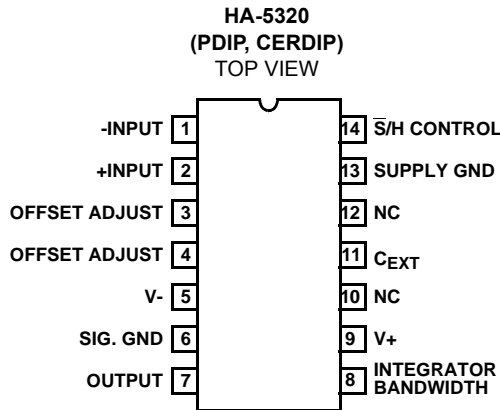 HA-5320
(PDIP, CERDIP)
TOP VIEW
-INPUT 1
+INPUT 2
OFFSET ADJUST 3
OFFSET ADJUST 4
V- 5
SIG. GND 6
OUTPUT 7
14 S̅/H CONTROL
13 SUPPLY GND
12 NC
11 CEXT
10 NC
9 V+
8 INTEGRATOR
BANDWIDTH